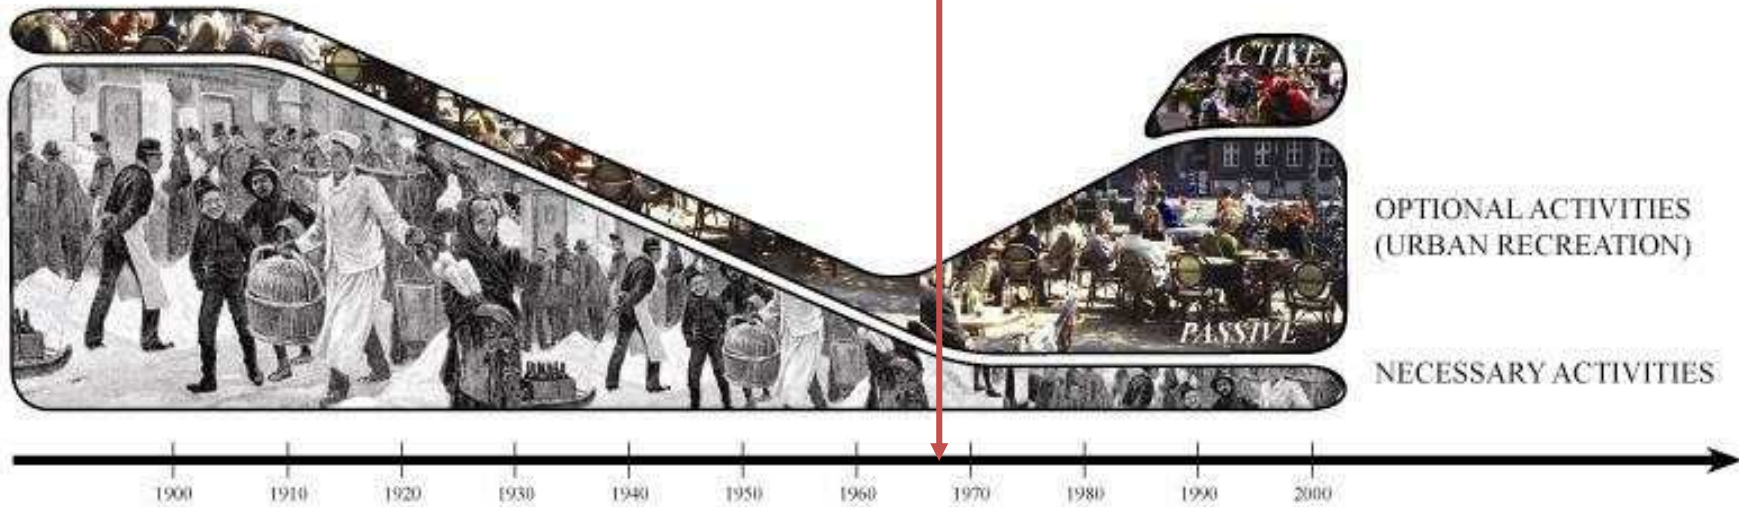 ACTIVE
OPTIONAL ACTIVITIES
(URBAN RECREATION)
PASSIVE
NECESSARY ACTIVITIES
1900 1910 1920 1930 1940 1950 1960 1970 1980 1990 2000